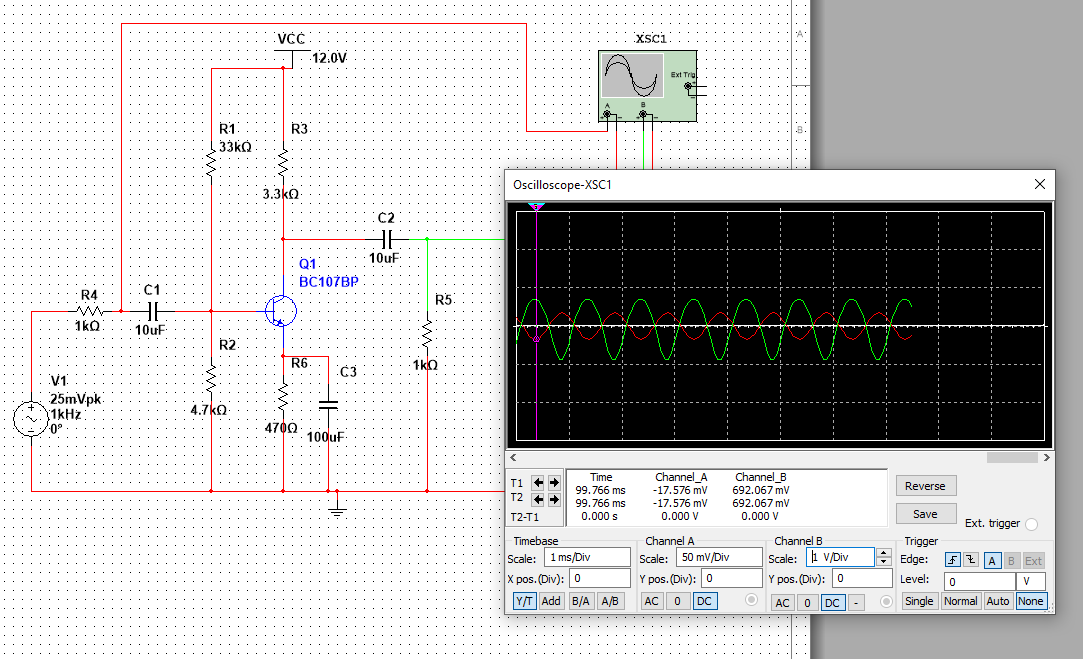 VCC
12.0V
XSC1
A
Ext Trig
A
B
B
R1
33kΩ
R3
3.3kΩ
C2
10uF
Q1
BC107BP
R4
1kΩ
C1
10uF
R5
1kΩ
R2
4.7kΩ
R6
470Ω
C3
100uF
V1
25mVpk
1kHz
0°
Oscilloscope-XSC1
Time Channel_A Channel_B
T1 99.766 ms -17.576 mV 692.067 mV
T2 99.766 ms -17.576 mV 692.067 mV
T2-T1 0.000 s 0.000 V 0.000 V
Reverse
Save
Ext. trigger
Timebase
Scale: 1 ms/Div
X pos.(Div): 0
Y/T Add B/A A/B
Channel A
Scale: 50 mV/Div
Y pos.(Div): 0
AC 0 DC
Channel B
Scale: 1 V/Div
Y pos.(Div): 0
AC 0 DC -
Trigger
Edge: A B Ext
Level: 0 V
Single Normal Auto None